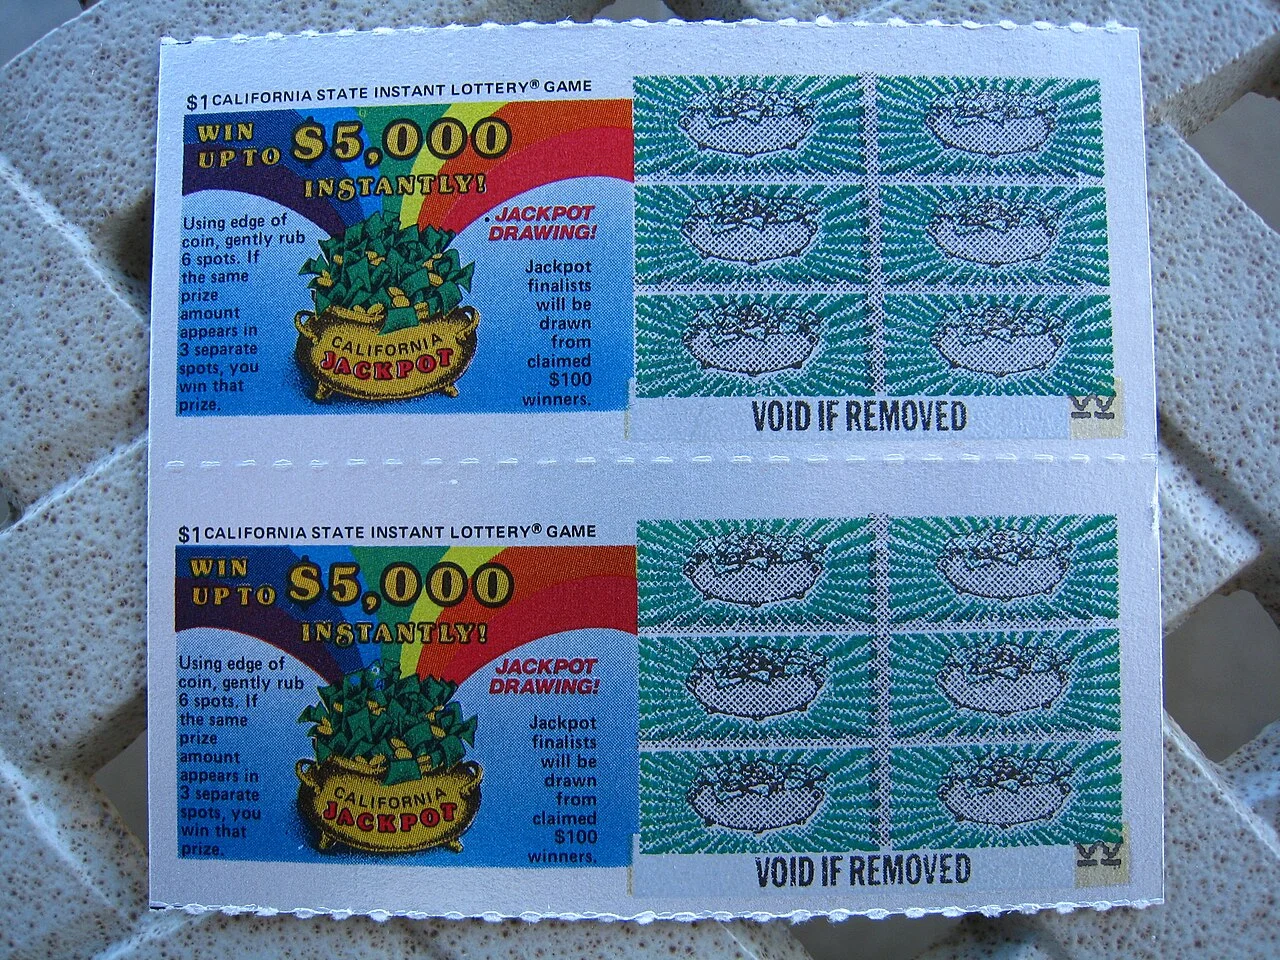 $1 CALIFORNIA STATE INSTANT LOTTERY® GAME
WIN
UP TO $5,000
INSTANTLY!
Using edge of
coin, gently rub
6 spots. If
the same
prize
amount
appears in
3 separate
spots, you
win that
prize.
JACKPOT
DRAWING!
Jackpot
finalists
will be
drawn
from
claimed
$100
winners.
CALIFORNIA
JACKPOT
VOID IF REMOVED
$1 CALIFORNIA STATE INSTANT LOTTERY® GAME
WIN
UP TO $5,000
INSTANTLY!
Using edge of
coin, gently rub
6 spots. If
the same
prize
amount
appears in
3 separate
spots, you
win that
prize.
JACKPOT
DRAWING!
Jackpot
finalists
will be
drawn
from
claimed
$100
winners.
CALIFORNIA
JACKPOT
VOID IF REMOVED